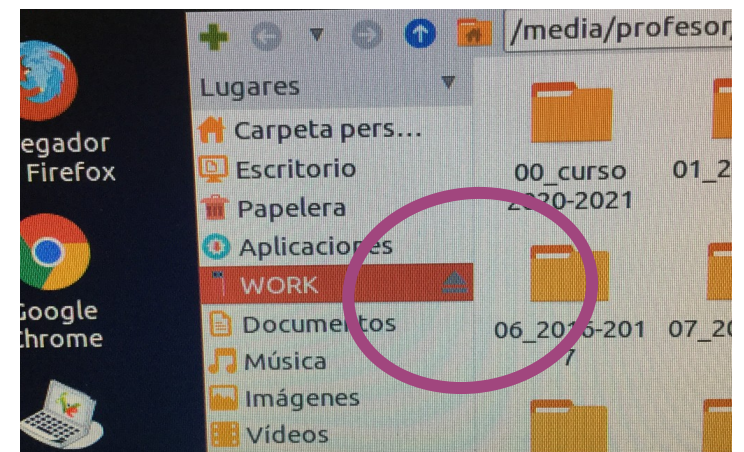 /media/profesor/
Lugares
Carpeta pers...
Escritorio
Papelera
Aplicaciones
WORK
Documentos
Música
Imágenes
Vídeos
egador
Firefox
Google
hrome
00_curso
2020-2021
01_2
06_2016-201
7
07_20